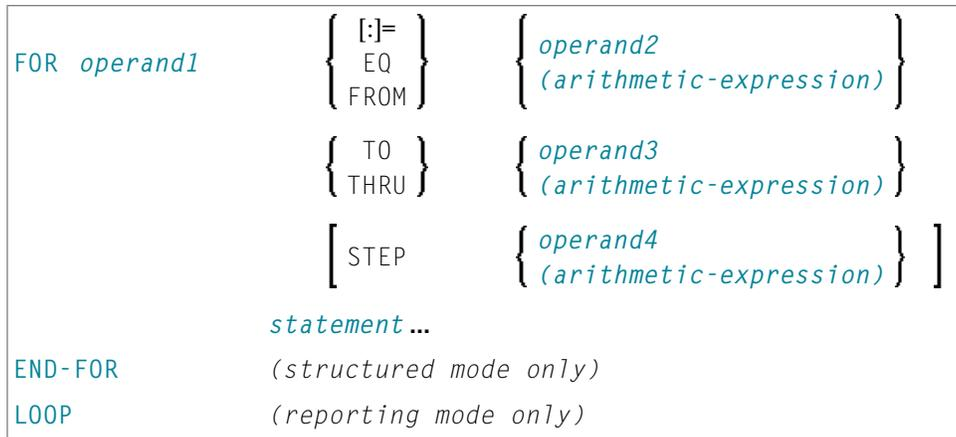 [:]=
FOR operand1 EQ operand2
FROM (arithmetic-expression)
TO operand3
THRU (arithmetic-expression)
STEP operand4
(arithmetic-expression)
statement ...
END-FOR (structured mode only)
LOOP (reporting mode only)